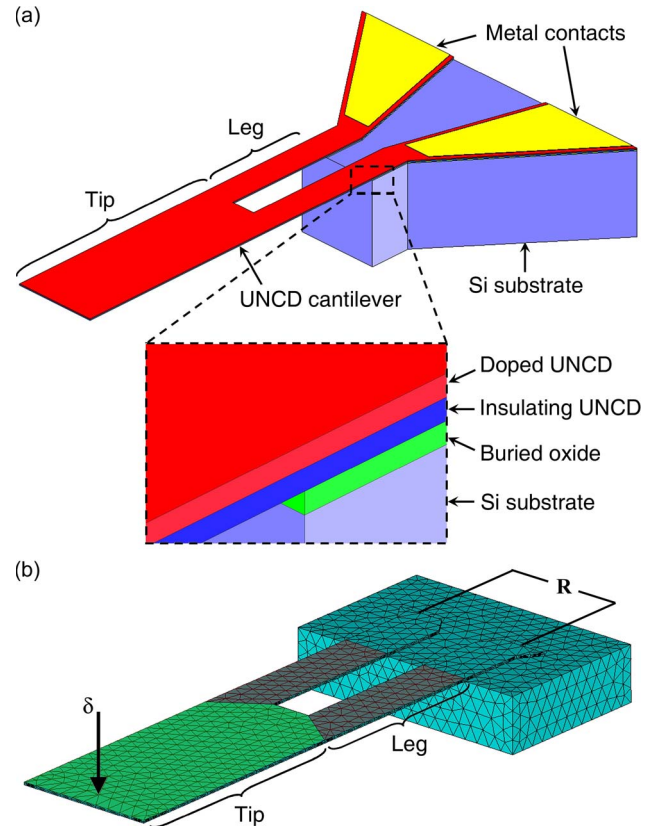 (a)
Metal contacts
Leg
Tip
UNCD cantilever
Si substrate
Doped UNCD
Insulating UNCD
Buried oxide
Si substrate
(b)
R
δ
Leg
Tip